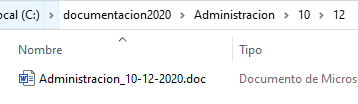 ocal (C:) > documentacion2020 > Administracion > 10 > 12
Nombre Tipo
Administracion_10-12-2020.doc Documento de Micros